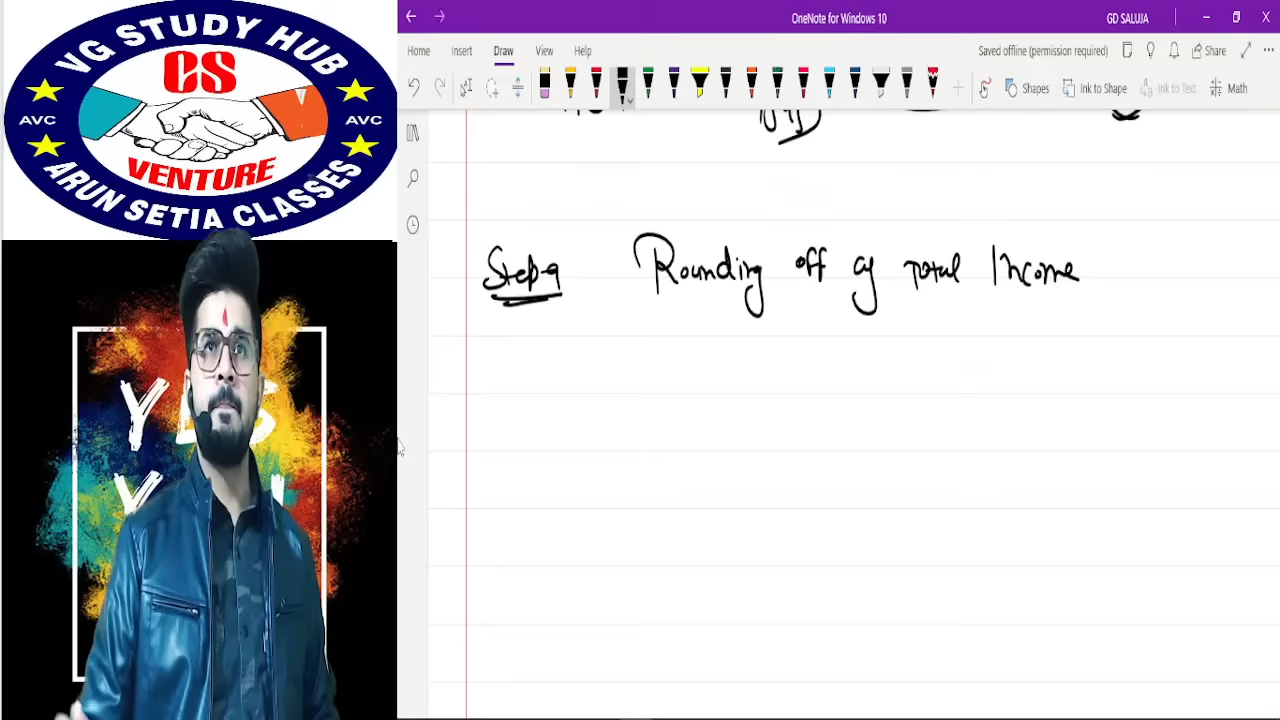 VG STUDY HUB
CS
AVC
AVC
VENTURE
ARUN SETIA CLASSES
OneNote for Windows 10
GD SALUJA
Home Insert Draw View Help
Saved offline (permission required)
Share
Shapes
Ink to Shape
Ink to Text
Math
Step-9 Rounding off of Total Income